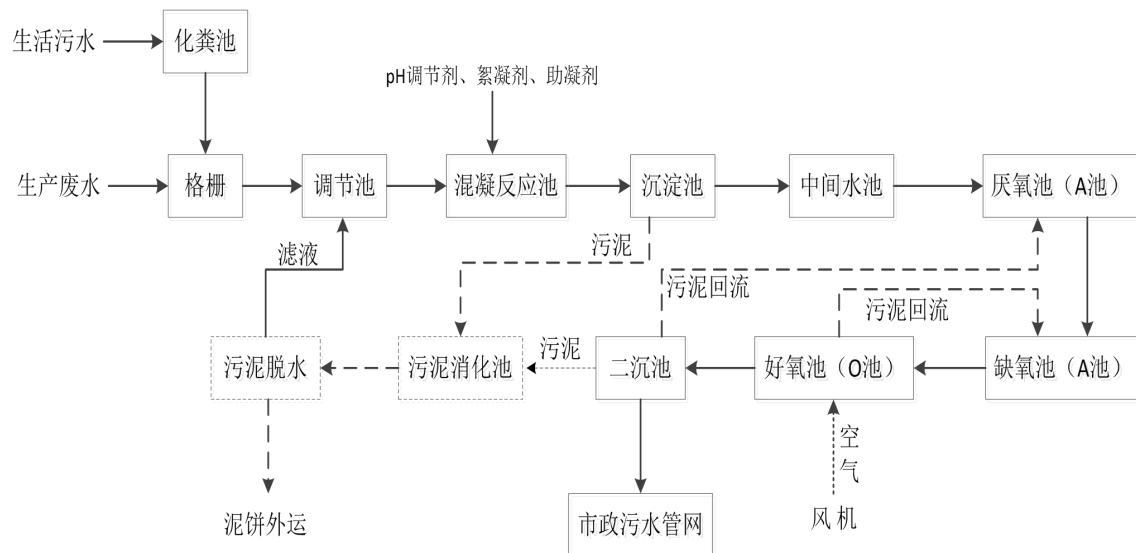 生活污水
化粪池
pH调节剂、絮凝剂、助凝剂
生产废水
格栅
调节池
混凝反应池
沉淀池
中间水池
厌氧池（A池）
滤液
污泥
污泥回流
污泥回流
污泥脱水
污泥消化池
污泥
二沉池
好氧池（O池）
缺氧池（A池）
空气
泥饼外运
市政污水管网
风机